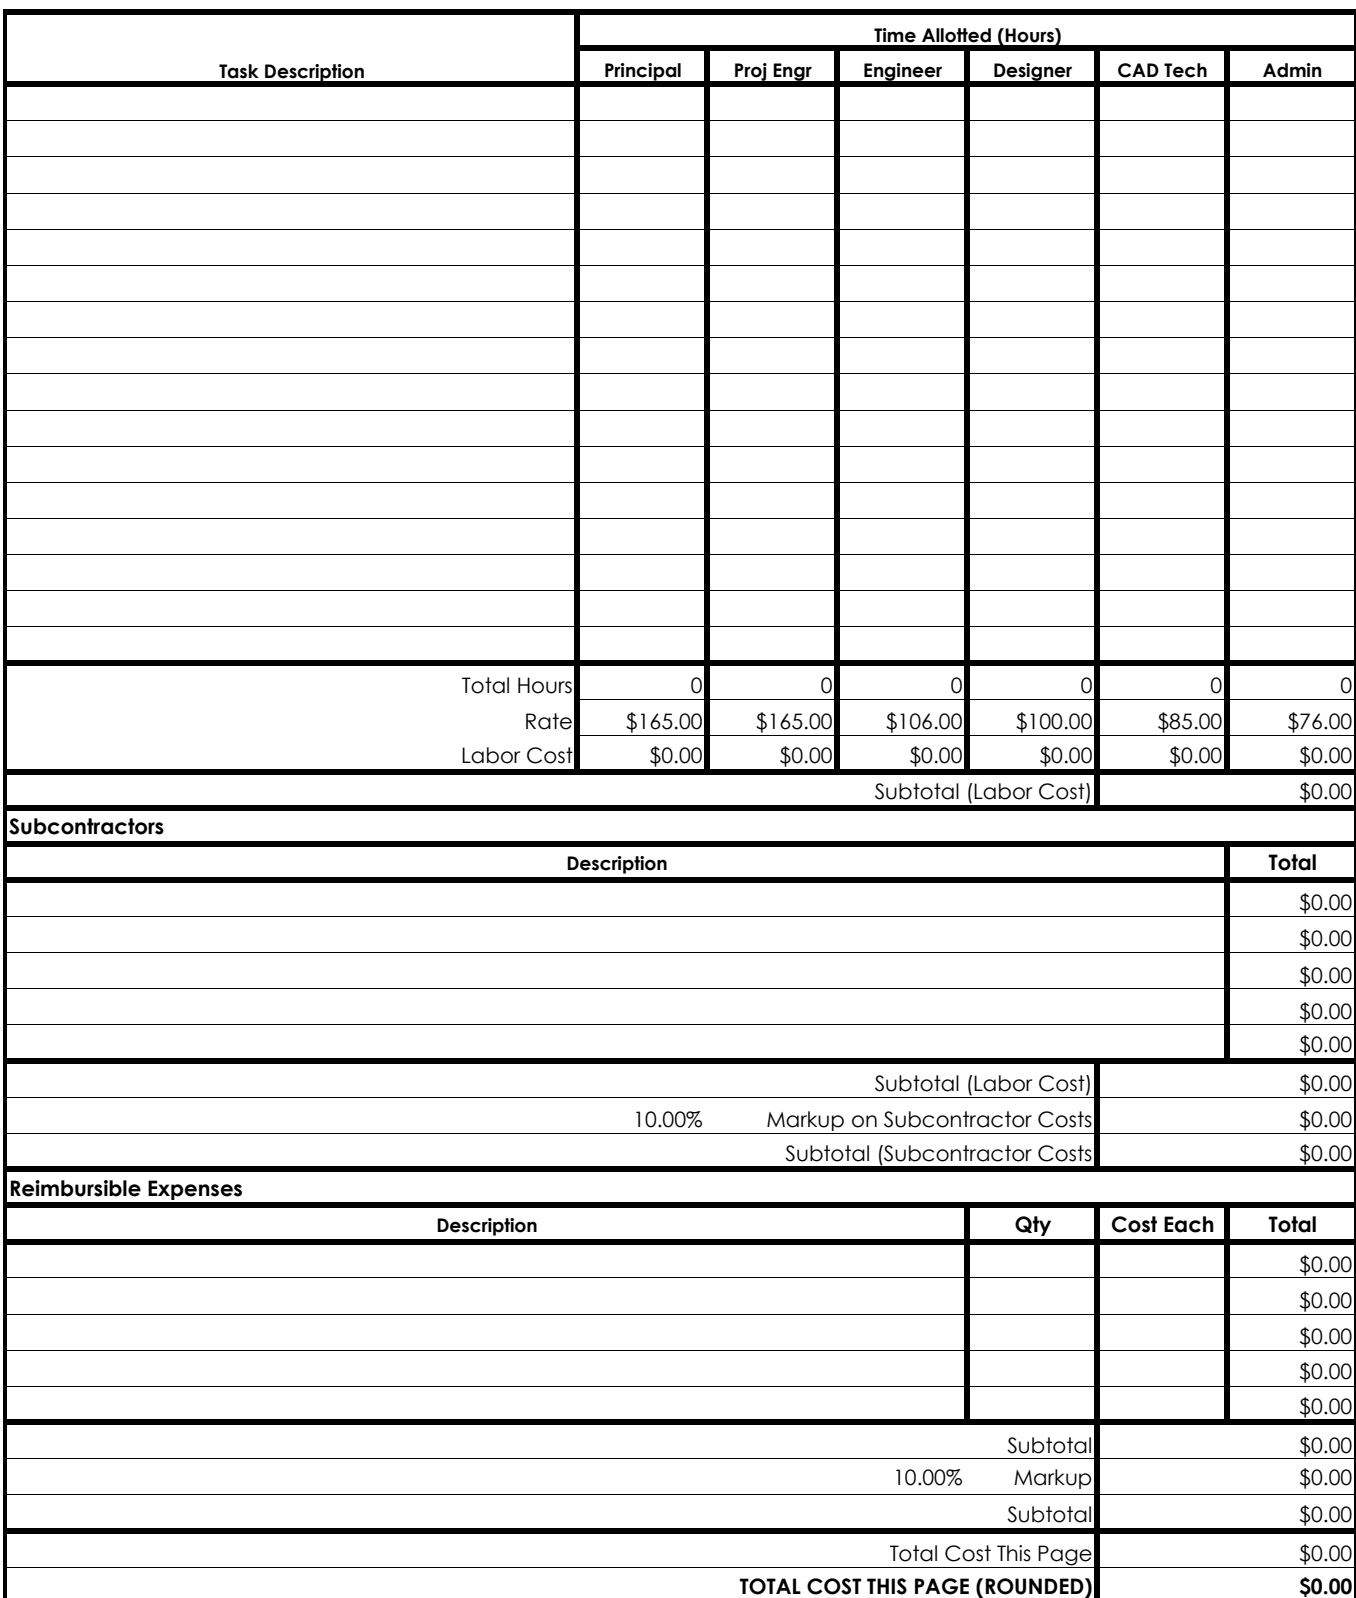 Time Allotted (Hours)
Task Description Principal Proj Engr Engineer Designer CAD Tech Admin
Total Hours 0 0 0 0 0 0
Rate $165.00 $165.00 $106.00 $100.00 $85.00 $76.00
Labor Cost $0.00 $0.00 $0.00 $0.00 $0.00 $0.00
Subtotal (Labor Cost) $0.00
Subcontractors
Description Total
$0.00
$0.00
$0.00
$0.00
$0.00
Subtotal (Labor Cost) $0.00
10.00% Markup on Subcontractor Costs $0.00
Subtotal (Subcontractor Costs $0.00
Reimbursible Expenses
Description Qty Cost Each Total
$0.00
$0.00
$0.00
$0.00
$0.00
Subtotal $0.00
10.00% Markup $0.00
Subtotal $0.00
Total Cost This Page $0.00
TOTAL COST THIS PAGE (ROUNDED) $0.00